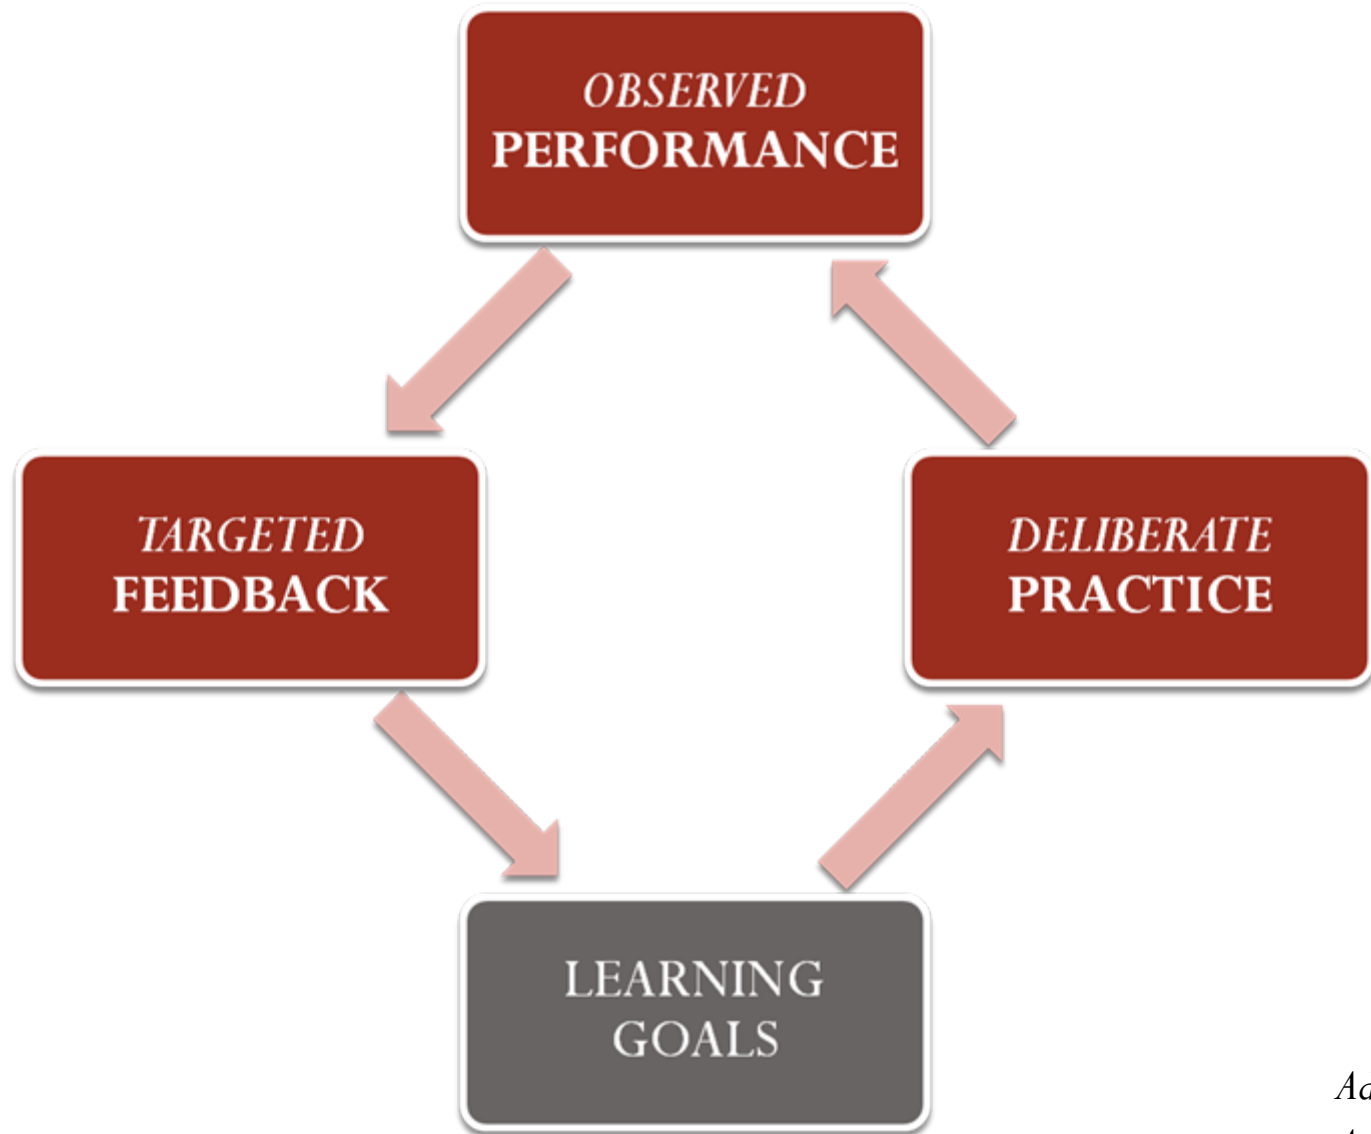 OBSERVED
PERFORMANCE
TARGETED
FEEDBACK
DELIBERATE
PRACTICE
LEARNING
GOALS